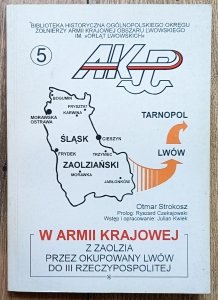 BIBLIOTEKA HISTORYCZNA OGÓLNOPOLSKIEGO OKRĘGU
ŻOŁNIERZY ARMII KRAJOWEJ OBSZARU LWOWSKIEGO
IM. »ORLĄT LWOWSKICH«
5
AK
BOGUMIN
FRYSZTAT
KARWINA
MORAWSKA
OSTRAWA
TARNOPOL
ŚLĄSK
CIESZYN
LWÓW
FRYDEK
TRZYNIEC
ZAOLZIAŃSKI
MORAWKA
JABŁONKÓW
Otmar Strokosz
Prolog: Ryszard Czekajowski
Wstęp i opracowanie: Julian Kwiek
W ARMII KRAJOWEJ
Z ZAOLZIA
PRZEZ OKUPOWANY LWÓW
DO III RZECZYPOSPOLITEJ